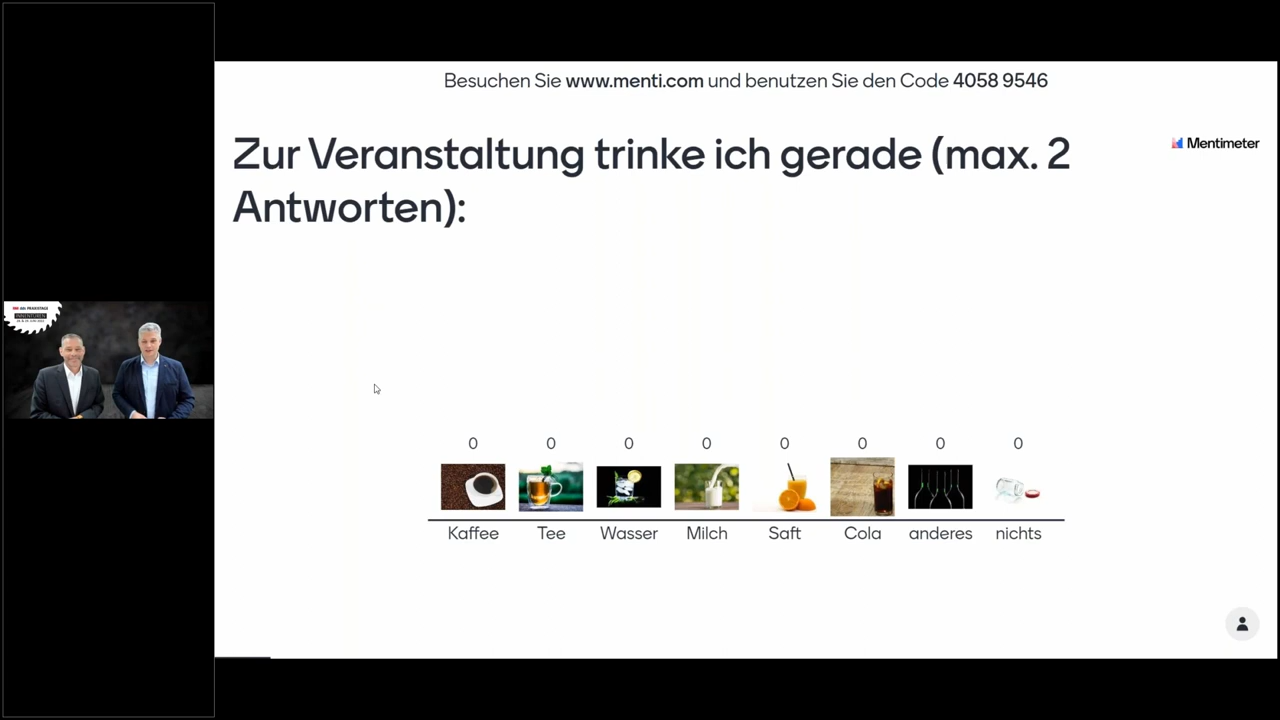 Besuchen Sie www.menti.com und benutzen Sie den Code 4058 9546
Zur Veranstaltung trinke ich gerade (max. 2
Antworten):
Mentimeter
0 0 0 0 0 0 0 0
Kaffee Tee Wasser Milch Saft Cola anderes nichts